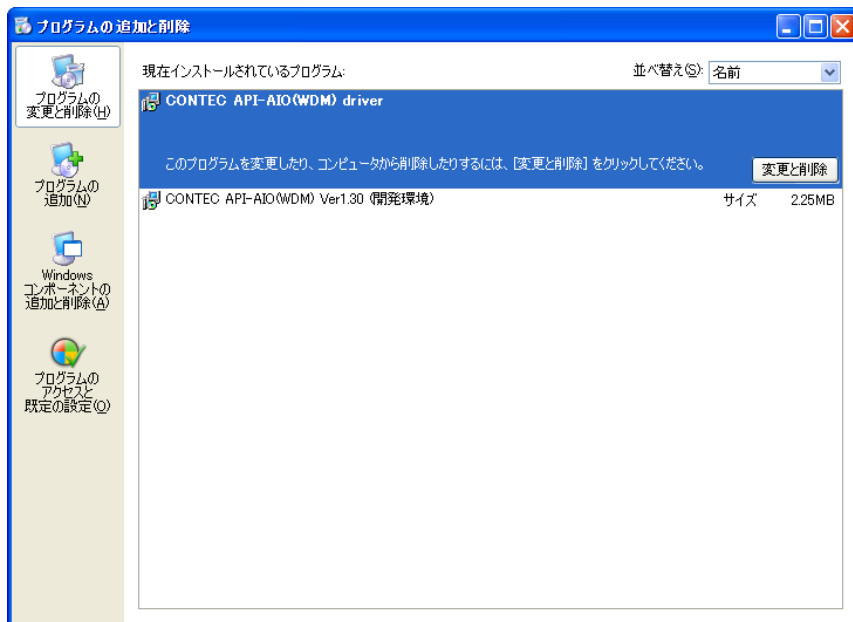 プログラムの追加と削除
プログラムの
変更と削除(H)
プログラムの
追加(N)
Windows
コンポーネントの
追加と削除(A)
プログラムの
アクセスと
既定の設定(O)
現在インストールされているプログラム:
並べ替え(S): 名前
CONTEC API-AIO(WDM) driver
このプログラムを変更したり、コンピュータから削除したりするには、[変更と削除] をクリックしてください。
変更と削除
CONTEC API-AIO(WDM) Ver1.30 (開発環境) サイズ 2.25MB